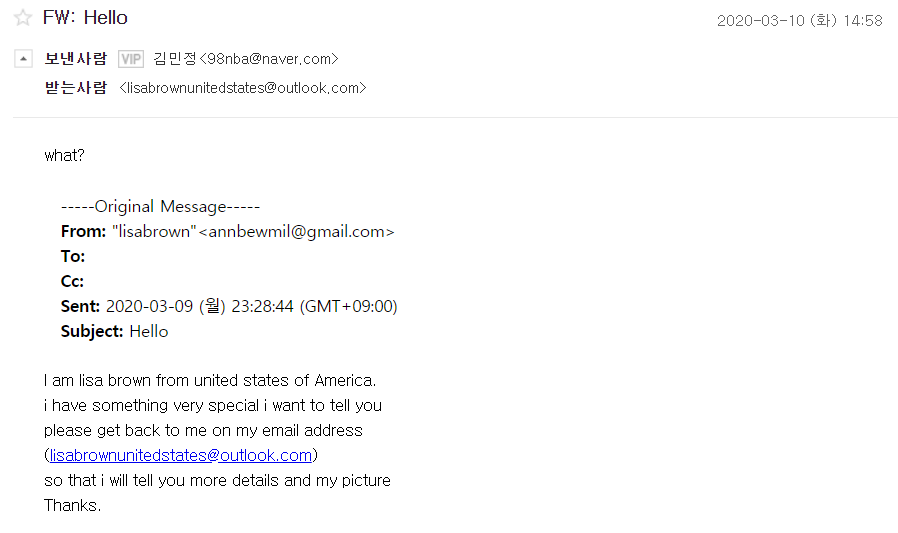 FW: Hello
2020-03-10 (화) 14:58
보낸사람 VIP 김민정<98nba@naver.com>
받는사람 <lisabrownunitedstates@outlook.com>
what?
-----Original Message-----
From: "lisabrown"<annbewmil@gmail.com>
To:
Cc:
Sent: 2020-03-09 (월) 23:28:44 (GMT+09:00)
Subject: Hello
I am lisa brown from united states of America.
i have something very special i want to tell you
please get back to me on my email address
(lisabrownunitedstates@outlook.com)
so that i will tell you more details and my picture
Thanks.